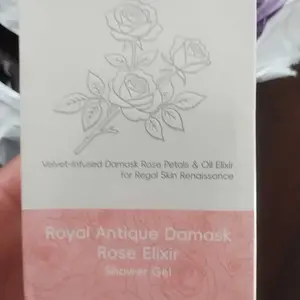 Velvet-Infused Damask Rose Petals & Oil Elixir
for Regal Skin Renaissance
Royal Antique Damask
Rose Elixir
Shower Gel